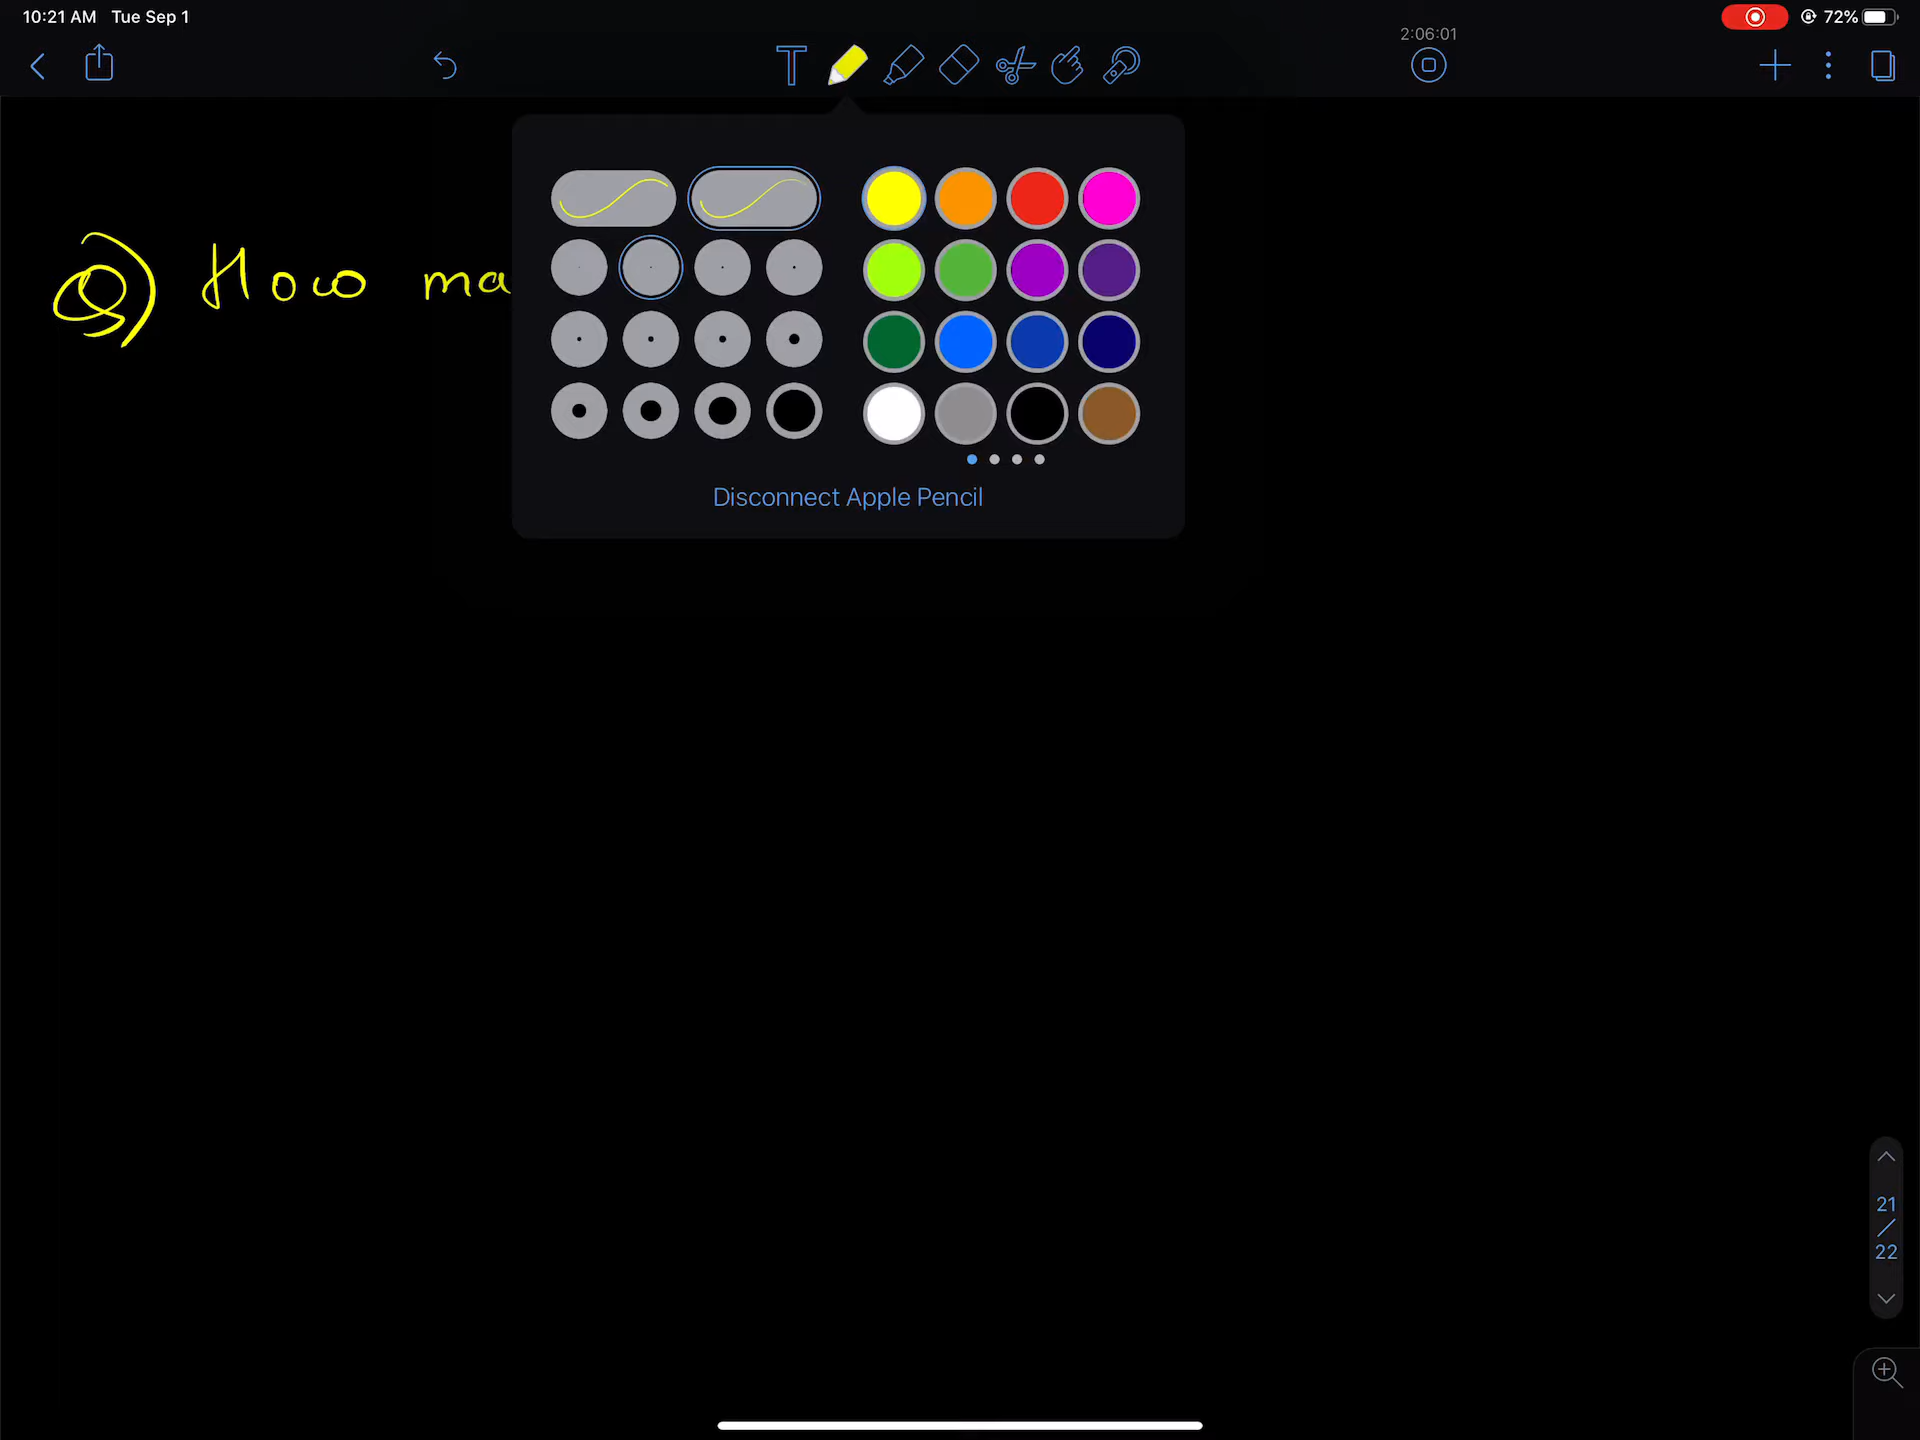 10:21 AM Tue Sep 1
72%
2:06:01
T
Q) How ma
Disconnect Apple Pencil
21
/
22